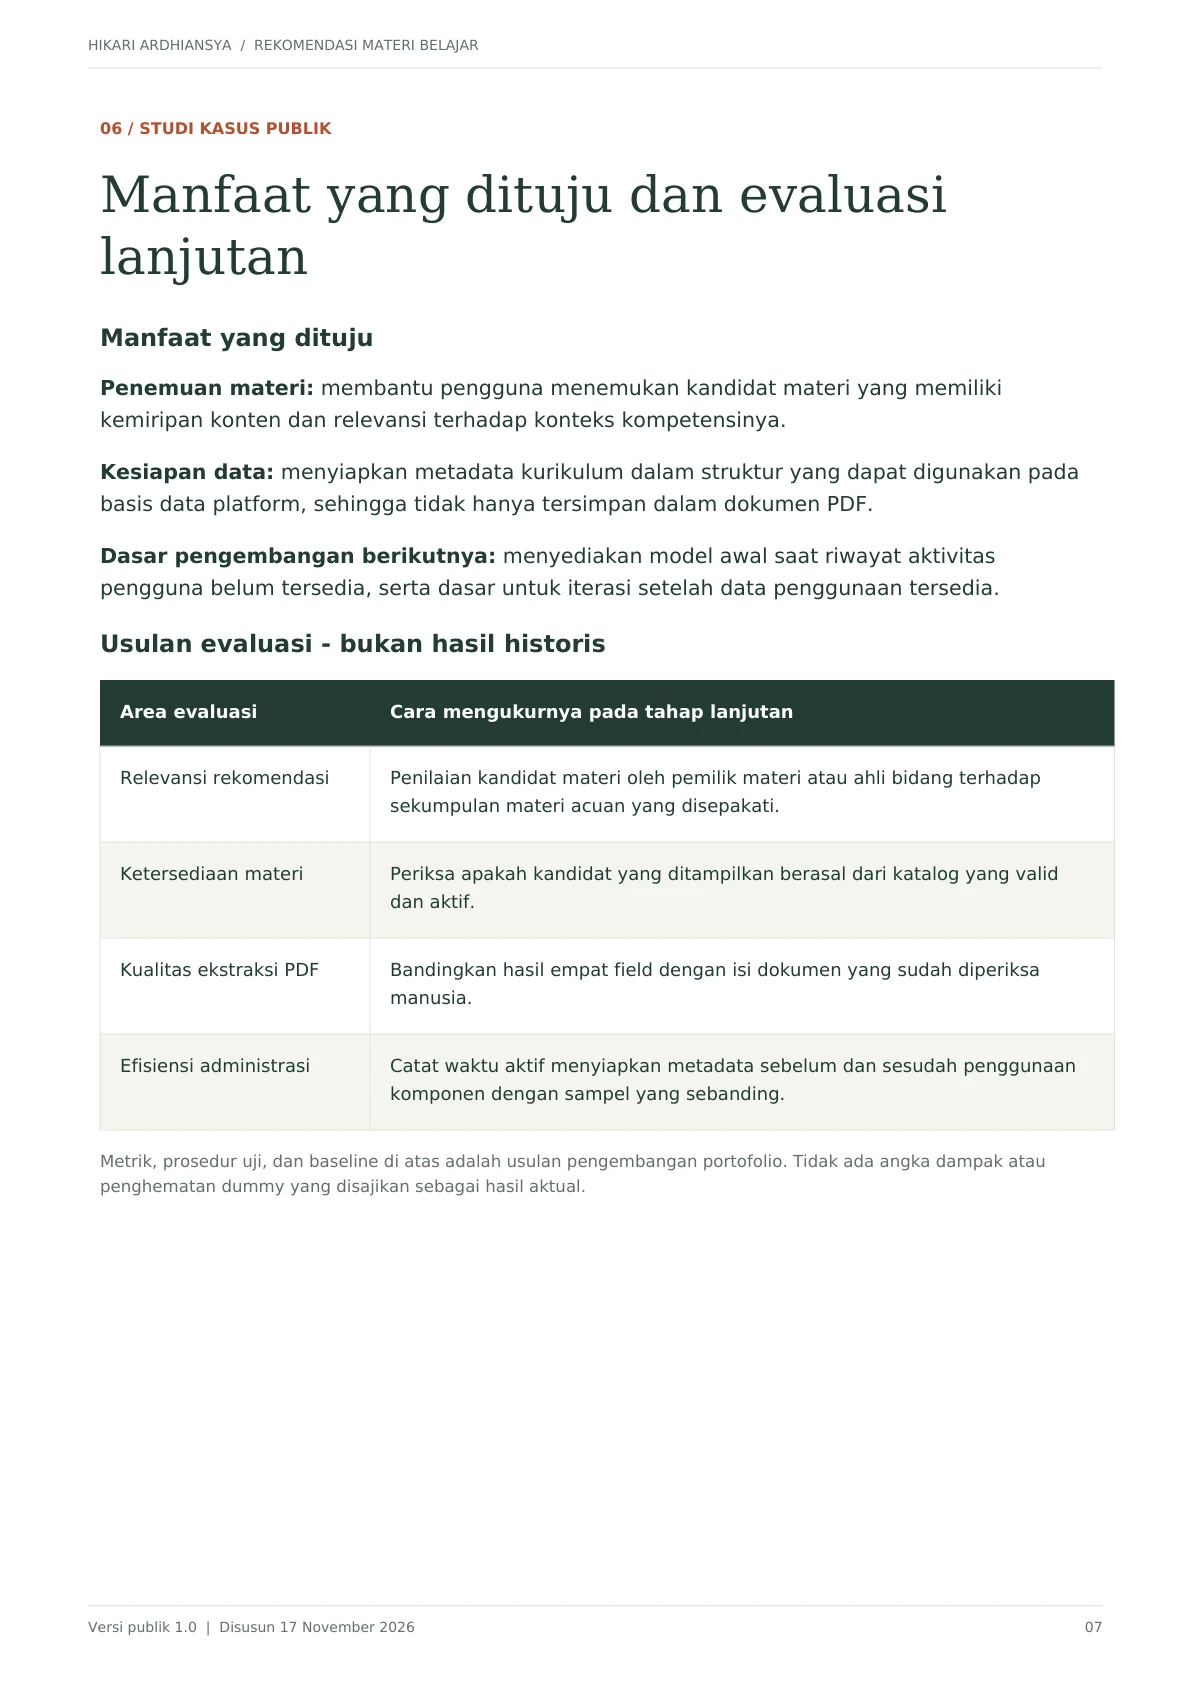 HIKARI ARDHIANSYA / REKOMENDASI MATERI BELAJAR
06 / STUDI KASUS PUBLIK
Manfaat yang dituju dan evaluasi
lanjutan
Manfaat yang dituju
Penemuan materi: membantu pengguna menemukan kandidat materi yang memiliki
kemiripan konten dan relevansi terhadap konteks kompetensinya.
Kesiapan data: menyiapkan metadata kurikulum dalam struktur yang dapat digunakan pada
basis data platform, sehingga tidak hanya tersimpan dalam dokumen PDF.
Dasar pengembangan berikutnya: menyediakan model awal saat riwayat aktivitas
pengguna belum tersedia, serta dasar untuk iterasi setelah data penggunaan tersedia.
Usulan evaluasi - bukan hasil historis
Area evaluasi Cara mengukurnya pada tahap lanjutan
Relevansi rekomendasi Penilaian kandidat materi oleh pemilik materi atau ahli bidang terhadap
sekumpulan materi acuan yang disepakati.
Ketersediaan materi Periksa apakah kandidat yang ditampilkan berasal dari katalog yang valid
dan aktif.
Kualitas ekstraksi PDF Bandingkan hasil empat field dengan isi dokumen yang sudah diperiksa
manusia.
Efisiensi administrasi Catat waktu aktif menyiapkan metadata sebelum dan sesudah penggunaan
komponen dengan sampel yang sebanding.
Metrik, prosedur uji, dan baseline di atas adalah usulan pengembangan portofolio. Tidak ada angka dampak atau
penghematan dummy yang disajikan sebagai hasil aktual.
Versi publik 1.0 | Disusun 17 November 2026 07